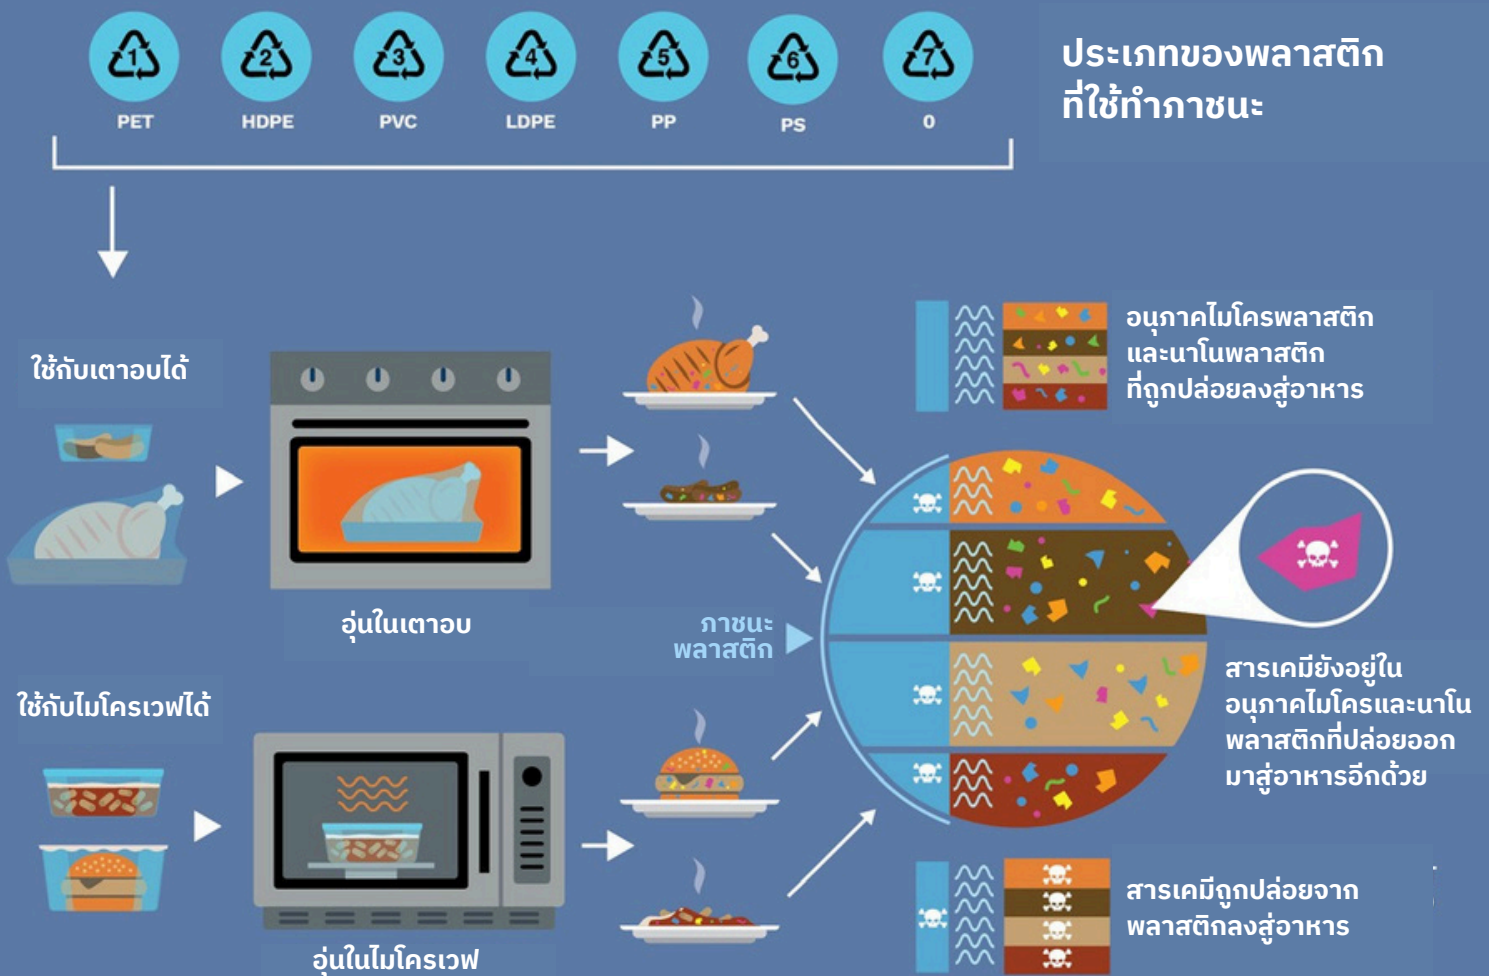 1 2 3 4 5 6 7
PET HDPE PVC LDPE PP PS 0
ประเภทของพลาสติก
ที่ใช้ทำภาชนะ
ใช้กับเตาอบได้
อุ่นในเตาอบ
อนุภาคไมโครพลาสติก
และนาโนพลาสติก
ที่ถูกปล่อยลงสู่อาหาร
ภาชนะ
พลาสติก
สารเคมียังอยู่ใน
อนุภาคไมโครและนาโน
พลาสติกที่ปล่อยออก
มาสู่อาหารอีกด้วย
ใช้กับไมโครเวฟได้
อุ่นในไมโครเวฟ
สารเคมีถูกปล่อยจาก
พลาสติกลงสู่อาหาร